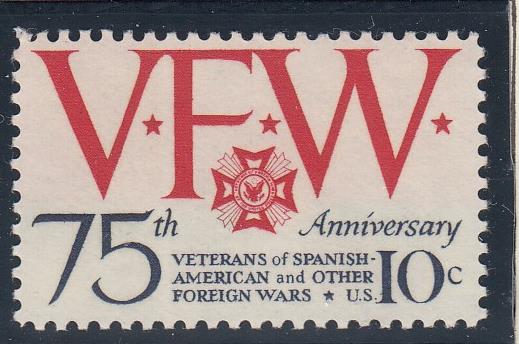 V★F★W★
75th Anniversary
VETERANS of SPANISH-
AMERICAN and OTHER
FOREIGN WARS ★ U.S. 10c